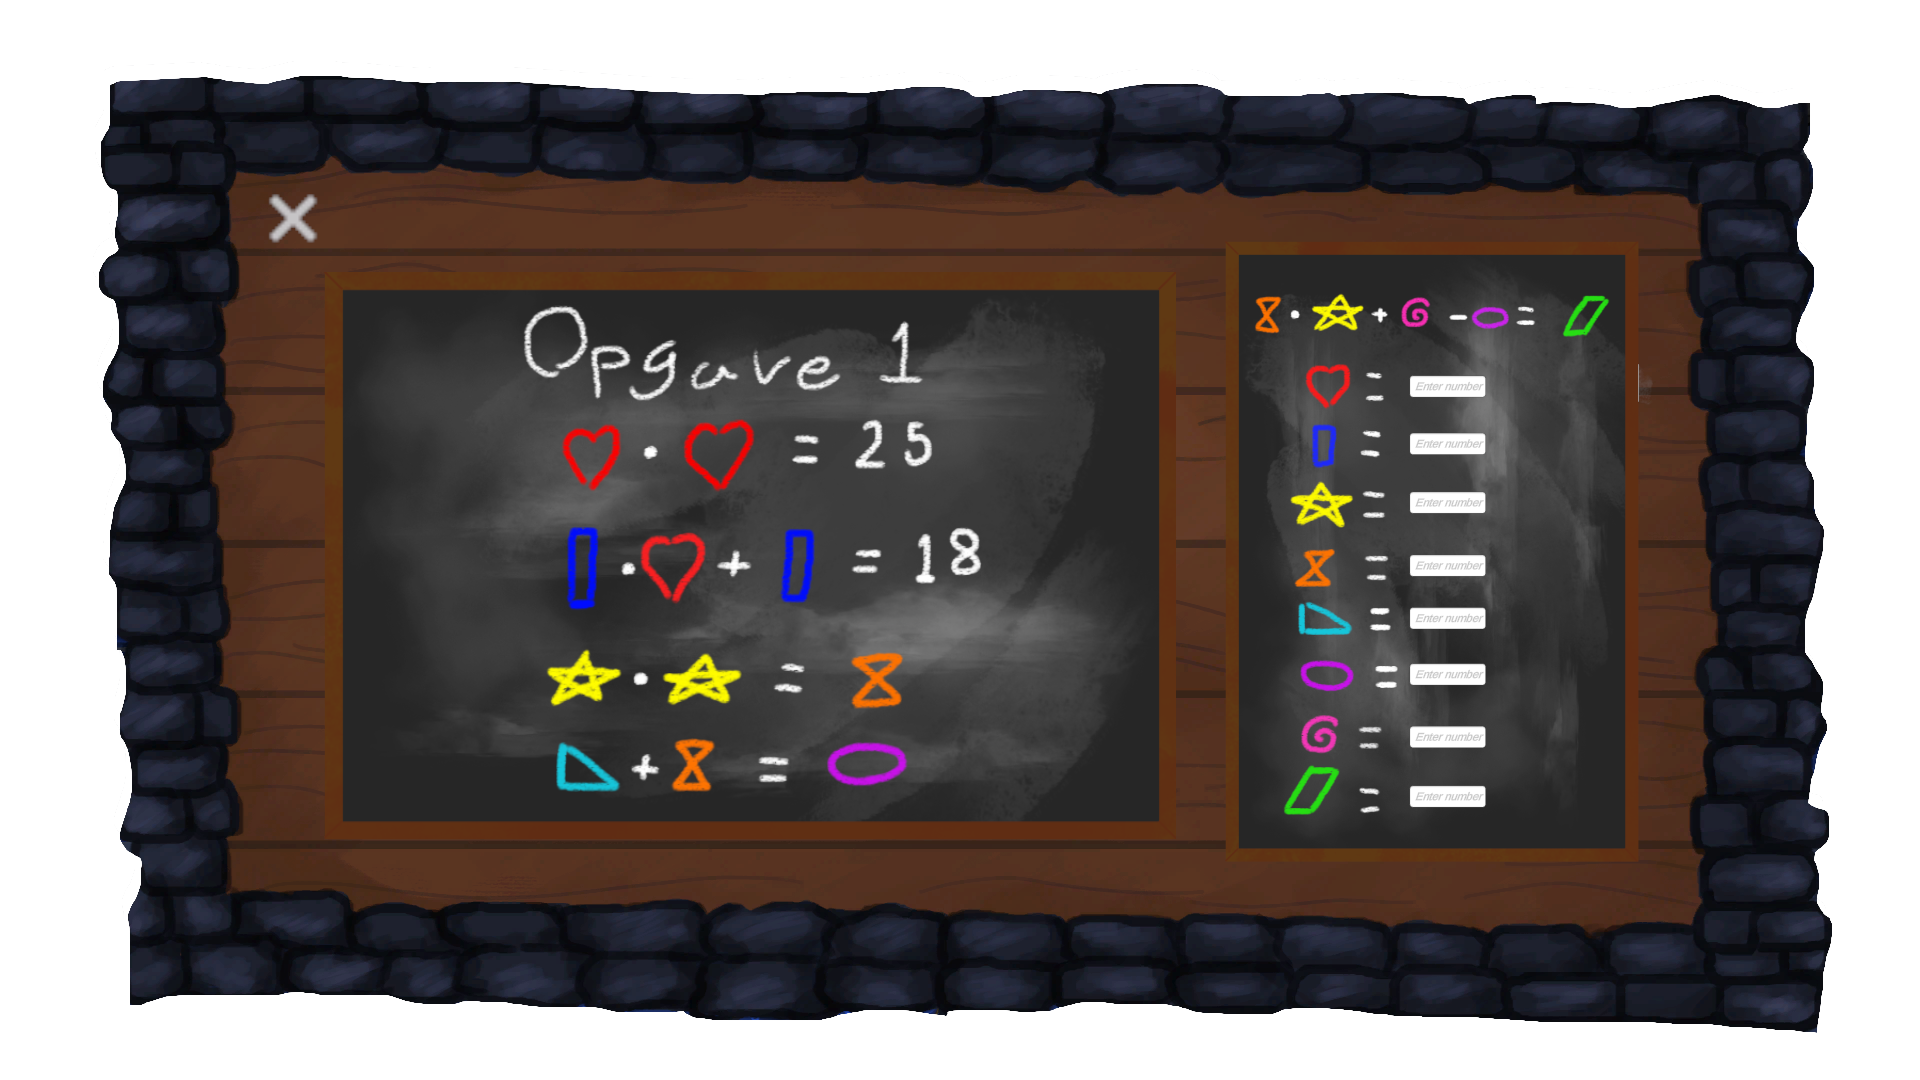 Opgave 1
· = 25
· + = 18
· =
+ =
· + - =
= Enter number
= Enter number
= Enter number
= Enter number
= Enter number
= Enter number
= Enter number
= Enter number